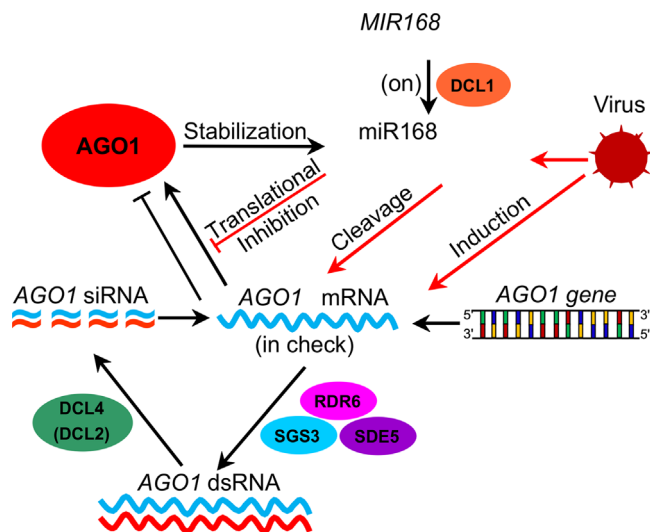 MIR168
(on)
DCL1
Virus
AGO1
Stabilization
miR168
Translational
Inhibition
Cleavage
Induction
AGO1 siRNA
AGO1 mRNA
(in check)
AGO1 gene
5' 5'
3' 3'
DCL4
(DCL2)
RDR6
SGS3
SDE5
AGO1 dsRNA